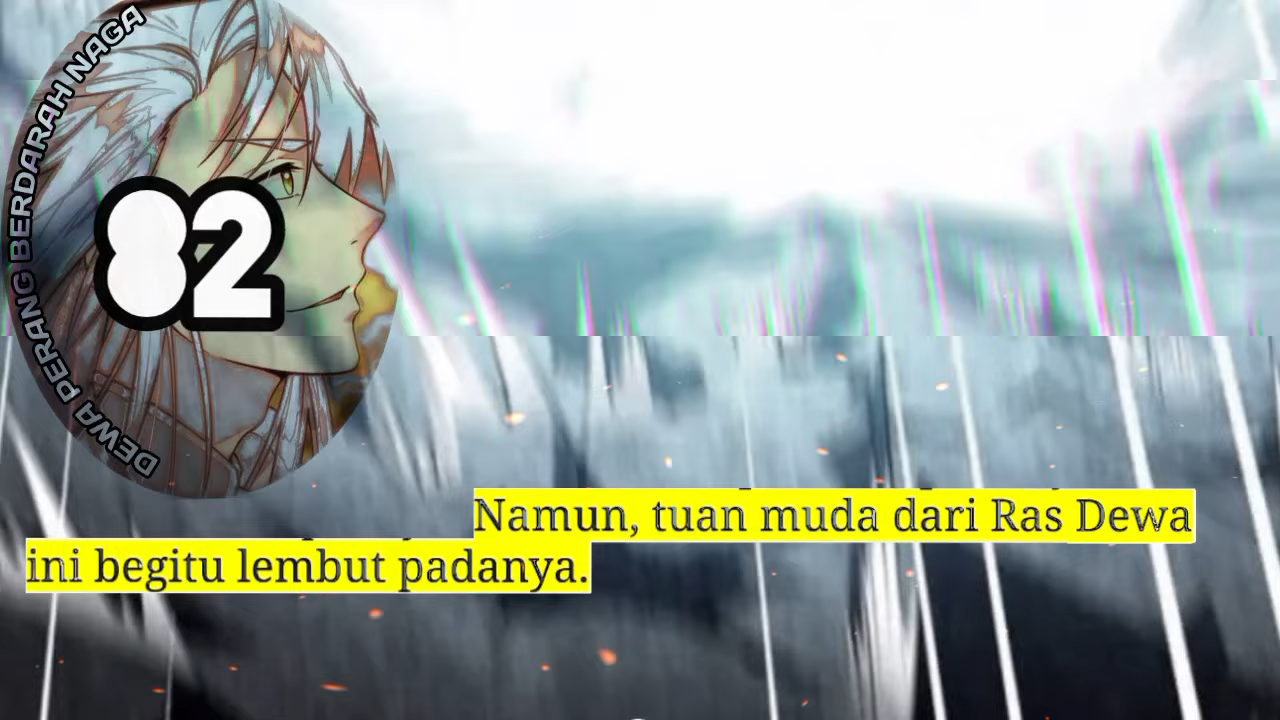 DEWA PERANG BERDARAH NAGA
82
Namun, tuan muda dari Ras Dewa
ini begitu lembut padanya.